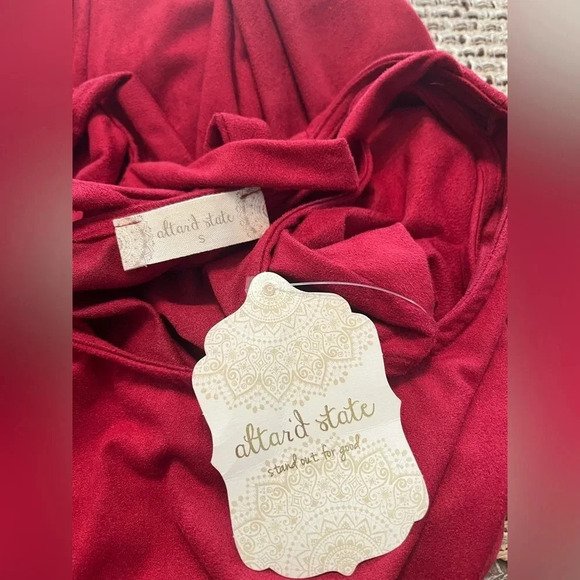 altar'd state
S
altar'd state
stand out for good